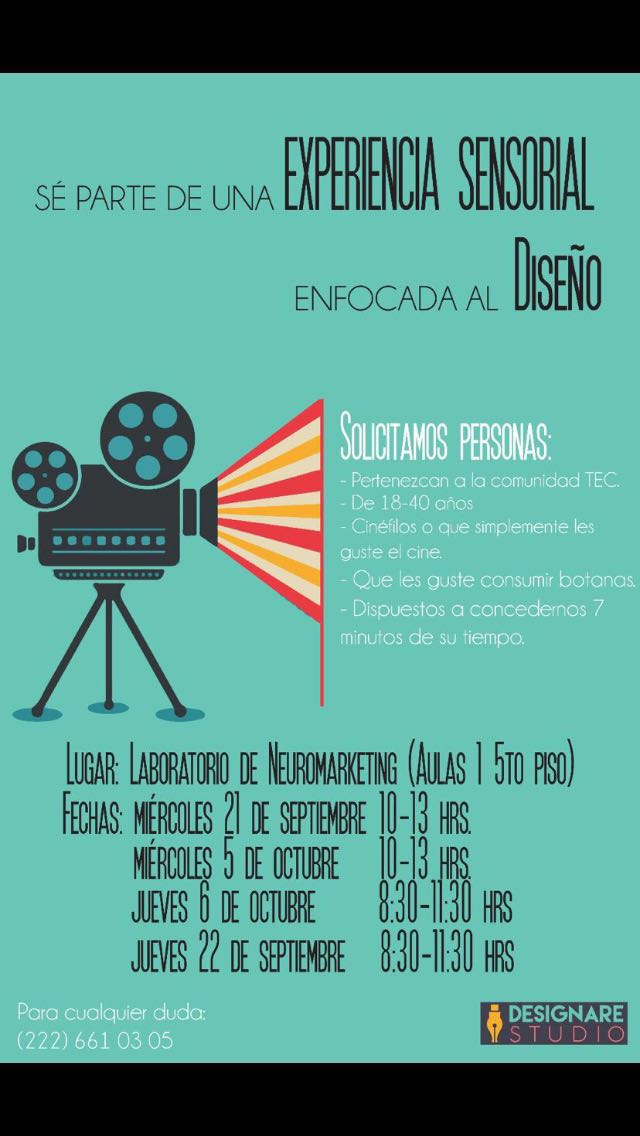 SÉ PARTE DE UNA EXPERIENCIA SENSORIAL
ENFOCADA AL DISEÑO
SOLICITAMOS PERSONAS:
- Pertenezcan a la comunidad TEC.
- De 18-40 años
- Cinéfilos o que simplemente les
guste el cine.
- Que les guste consumir botanas.
- Dispuestos a concedernos 7
minutos de su tiempo.
LUGAR: LABORATORIO DE NEUROMARKETING (AULAS 1 5TO PISO)
FECHAS: MIÉRCOLES 21 DE SEPTIEMBRE 10-13 HRS.
MIÉRCOLES 5 DE OCTUBRE 10-13 HRS.
JUEVES 6 DE OCTUBRE 8:30-11:30 HRS
JUEVES 22 DE SEPTIEMBRE 8:30-11:30 HRS
Para cualquier duda:
(222) 661 03 05
DESIGNARE
STUDIO